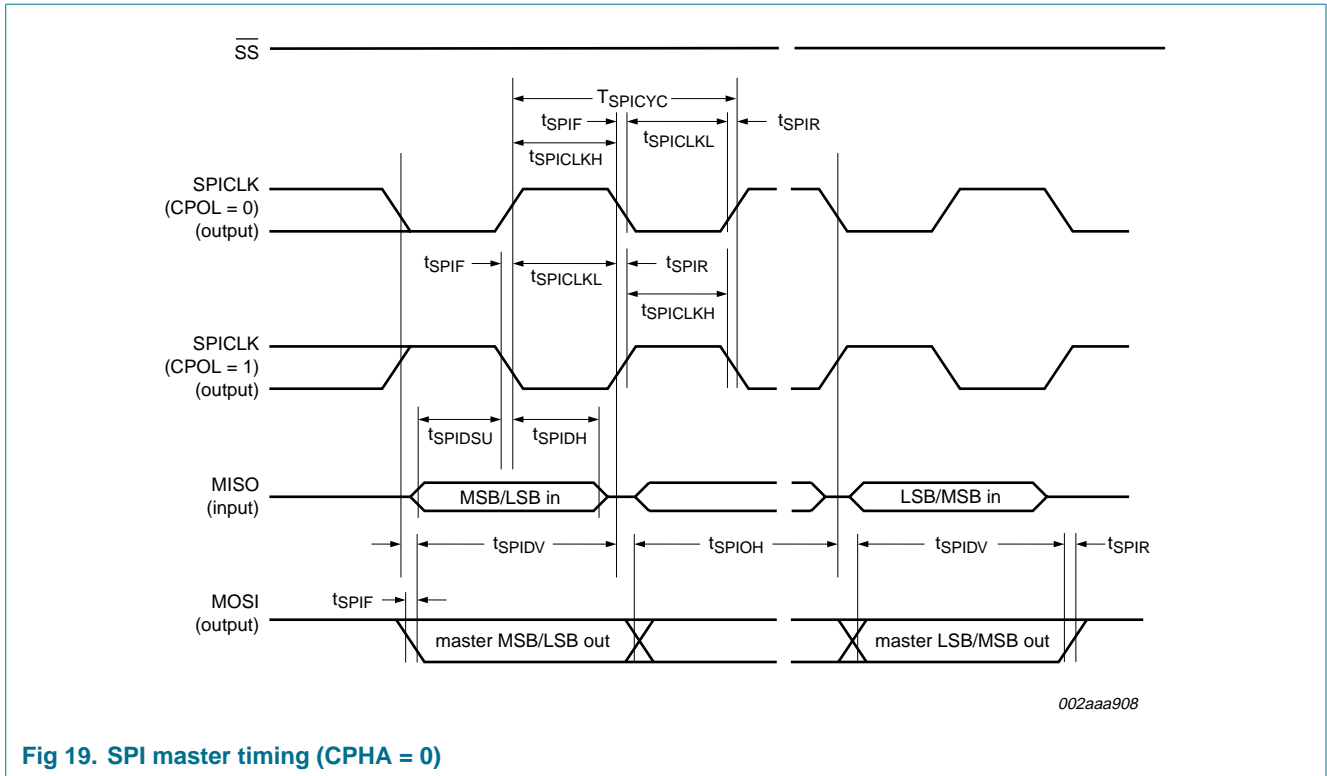 SS
TSPICYC
tSPIF
tSPICLKL
tSPIR
tSPICLKH
SPICLK
(CPOL = 0)
(output)
tSPIF
tSPICLKL
tSPIR
tSPICLKH
SPICLK
(CPOL = 1)
(output)
tSPIDSU
tSPIDH
MISO
(input)
MSB/LSB in
LSB/MSB in
tSPIDV
tSPIOH
tSPIDV
tSPIR
tSPIF
MOSI
(output)
master MSB/LSB out
master LSB/MSB out
002aaa908
Fig 19. SPI master timing (CPHA = 0)